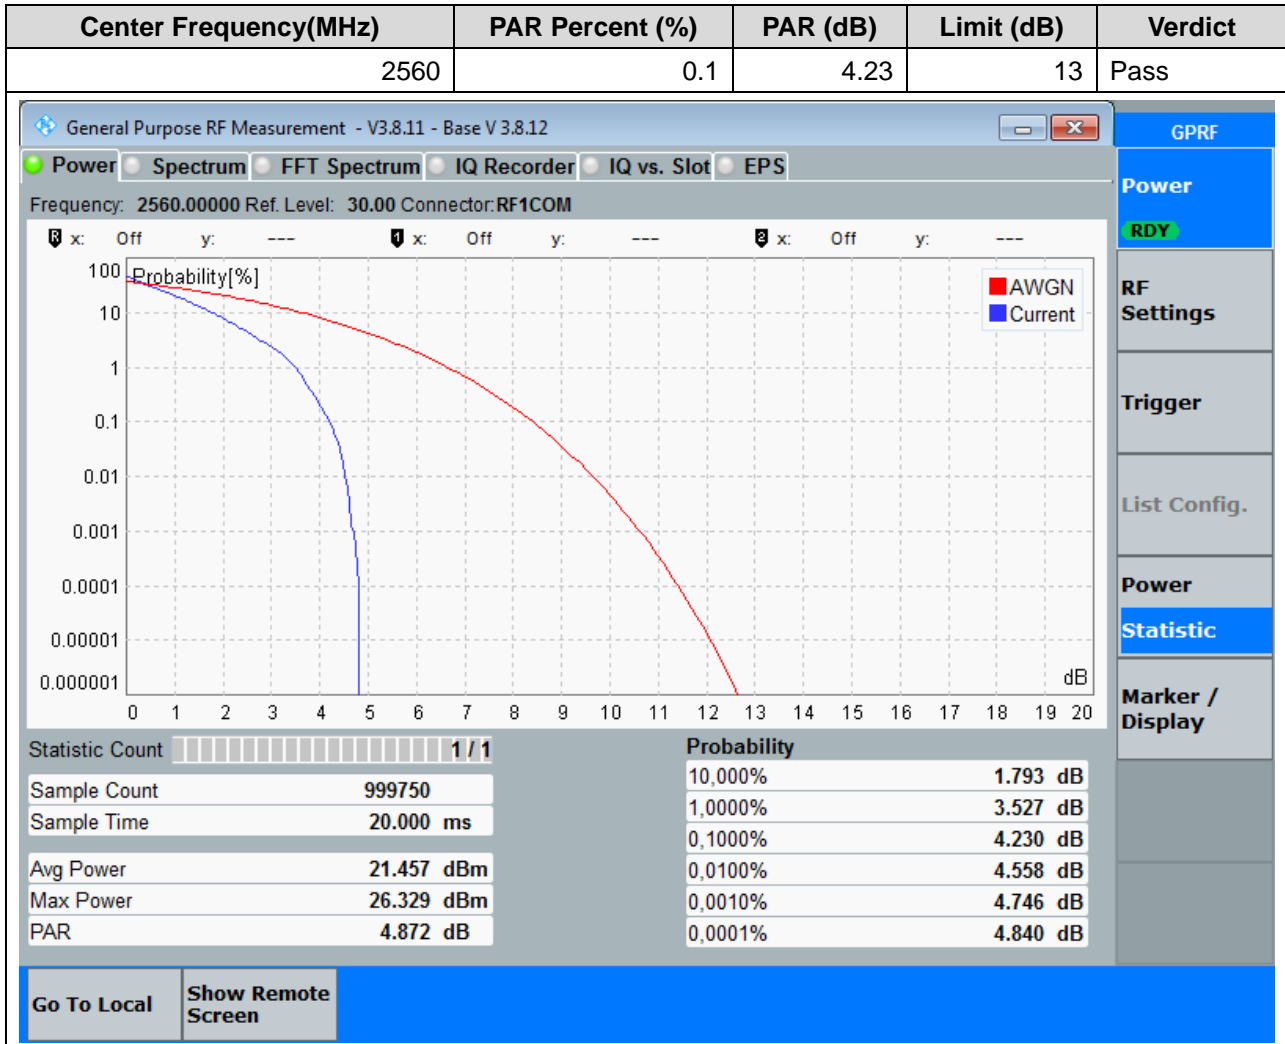 Center Frequency(MHz) PAR Percent (%) PAR (dB) Limit (dB) Verdict
2560 0.1 4.23 13 Pass
General Purpose RF Measurement - V3.8.11 - Base V 3.8.12
GPRF
Power Spectrum FFT Spectrum IQ Recorder IQ vs. Slot EPS
Power
RDY
Frequency: 2560.00000 Ref. Level: 30.00 Connector:RF1COM
R x: Off y: --- 1 x: Off y: --- 2 x: Off y: ---
Probability[%]
AWGN
Current
100
10
1
0.1
0.01
0.001
0.0001
0.00001
0.000001
dB
0 1 2 3 4 5 6 7 8 9 10 11 12 13 14 15 16 17 18 19 20
RF
Settings
Trigger
List Config.
Power
Statistic
Marker /
Display
Statistic Count 1 / 1
Sample Count 999750
Sample Time 20.000 ms
Avg Power 21.457 dBm
Max Power 26.329 dBm
PAR 4.872 dB
Probability
10,000% 1.793 dB
1,0000% 3.527 dB
0,1000% 4.230 dB
0,0100% 4.558 dB
0,0010% 4.746 dB
0,0001% 4.840 dB
Go To Local
Show Remote
Screen